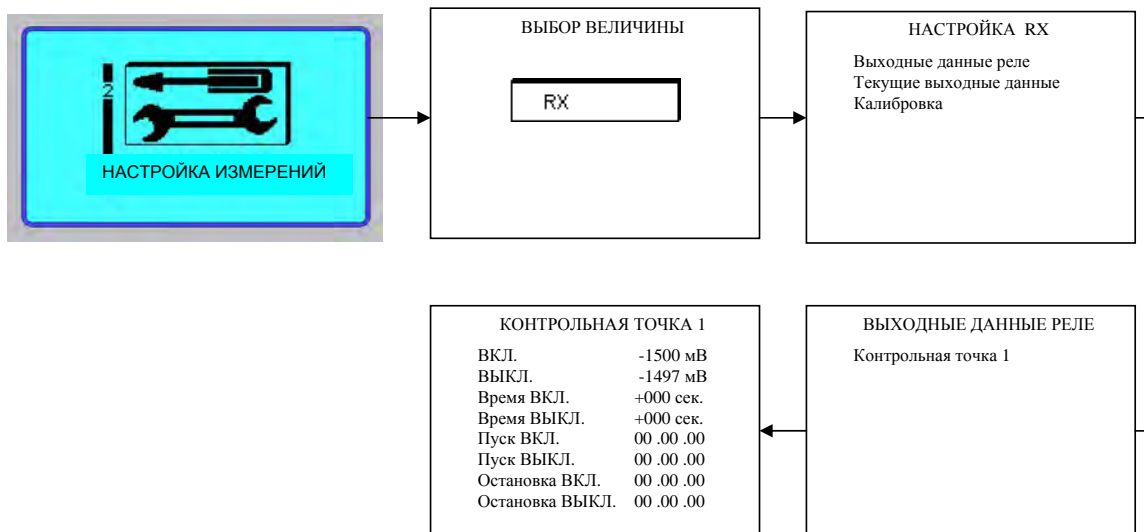 2
НАСТРОЙКА ИЗМЕРЕНИЙ
ВЫБОР ВЕЛИЧИНЫ
RX
НАСТРОЙКА RX
Выходные данные реле
Текущие выходные данные
Калибровка
КОНТРОЛЬНАЯ ТОЧКА 1
ВКЛ. -1500 мВ
ВЫКЛ. -1497 мВ
Время ВКЛ. +000 сек.
Время ВЫКЛ. +000 сек.
Пуск ВКЛ. 00 .00 .00
Пуск ВЫКЛ. 00 .00 .00
Остановка ВКЛ. 00 .00 .00
Остановка ВЫКЛ. 00 .00 .00
ВЫХОДНЫЕ ДАННЫЕ РЕЛЕ
Контрольная точка 1